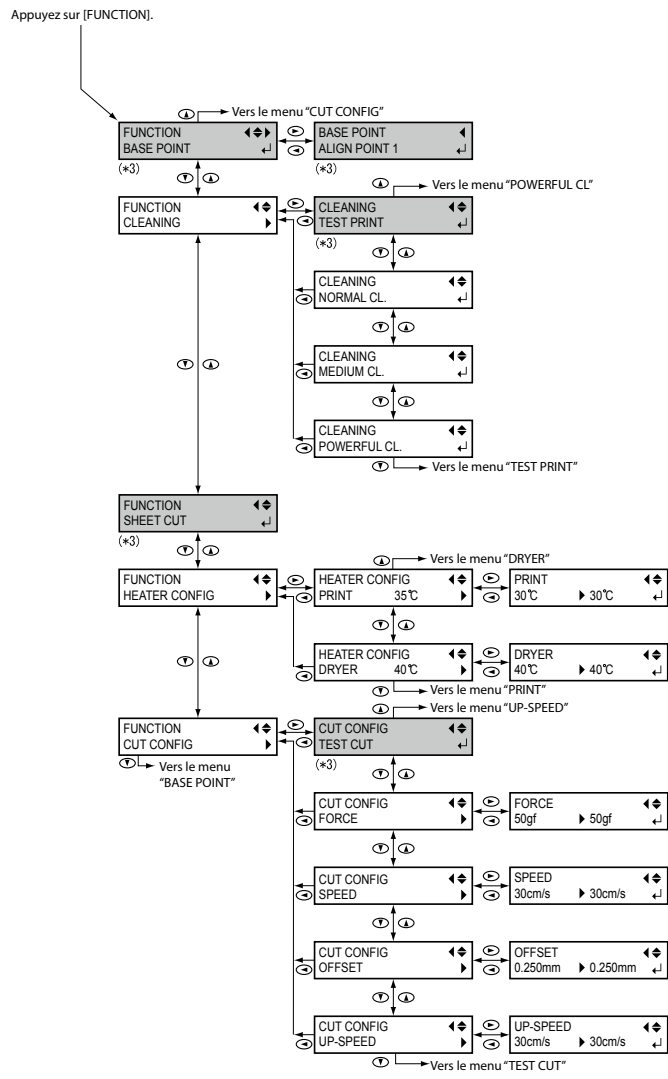 Appuyez sur [FUNCTION].
Vers le menu “CUT CONFIG”
FUNCTION
BASE POINT
(*3)
BASE POINT
ALIGN POINT 1
(*3)
FUNCTION
CLEANING
Vers le menu “POWERFUL CL”
CLEANING
TEST PRINT
(*3)
CLEANING
NORMAL CL.
CLEANING
MEDIUM CL.
CLEANING
POWERFUL CL.
Vers le menu “TEST PRINT”
FUNCTION
SHEET CUT
(*3)
FUNCTION
HEATER CONFIG
Vers le menu “DRYER”
HEATER CONFIG
PRINT 35℃
PRINT
30℃ 30℃
HEATER CONFIG
DRYER 40℃
DRYER
40℃ 40℃
Vers le menu “PRINT”
Vers le menu “UP-SPEED”
FUNCTION
CUT CONFIG
Vers le menu
“BASE POINT”
CUT CONFIG
TEST CUT
(*3)
CUT CONFIG
FORCE
FORCE
50gf 50gf
CUT CONFIG
SPEED
SPEED
30cm/s 30cm/s
CUT CONFIG
OFFSET
OFFSET
0.250mm 0.250mm
CUT CONFIG
UP-SPEED
UP-SPEED
30cm/s 30cm/s
Vers le menu “TEST CUT”